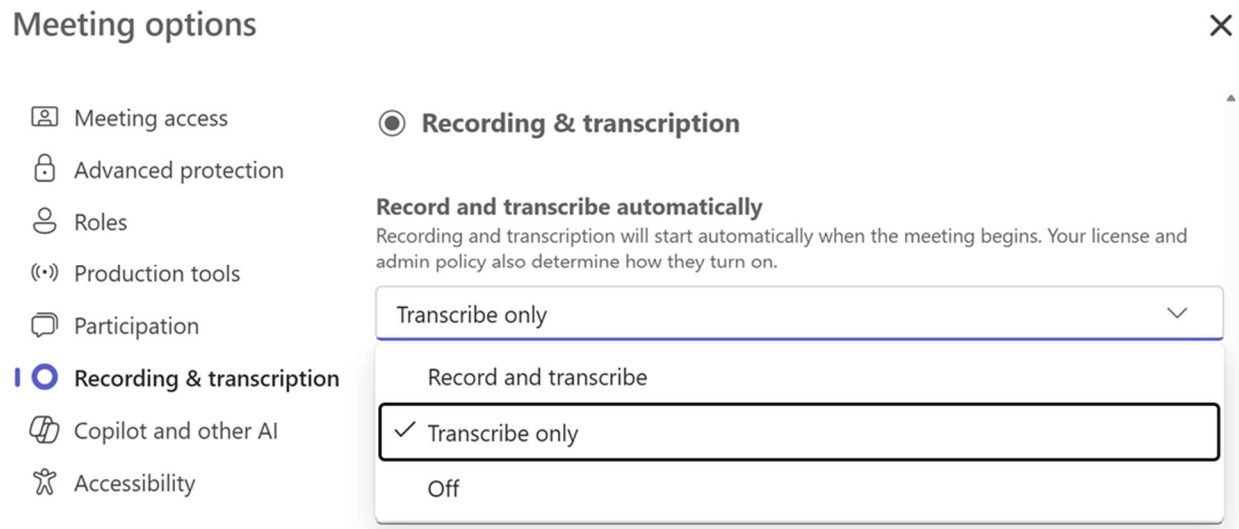 Meeting options
Meeting access
Advanced protection
Roles
Production tools
Participation
Recording & transcription
Copilot and other AI
Accessibility
Recording & transcription
Record and transcribe automatically
Recording and transcription will start automatically when the meeting begins. Your license and
admin policy also determine how they turn on.
Transcribe only
Record and transcribe
Transcribe only
Off